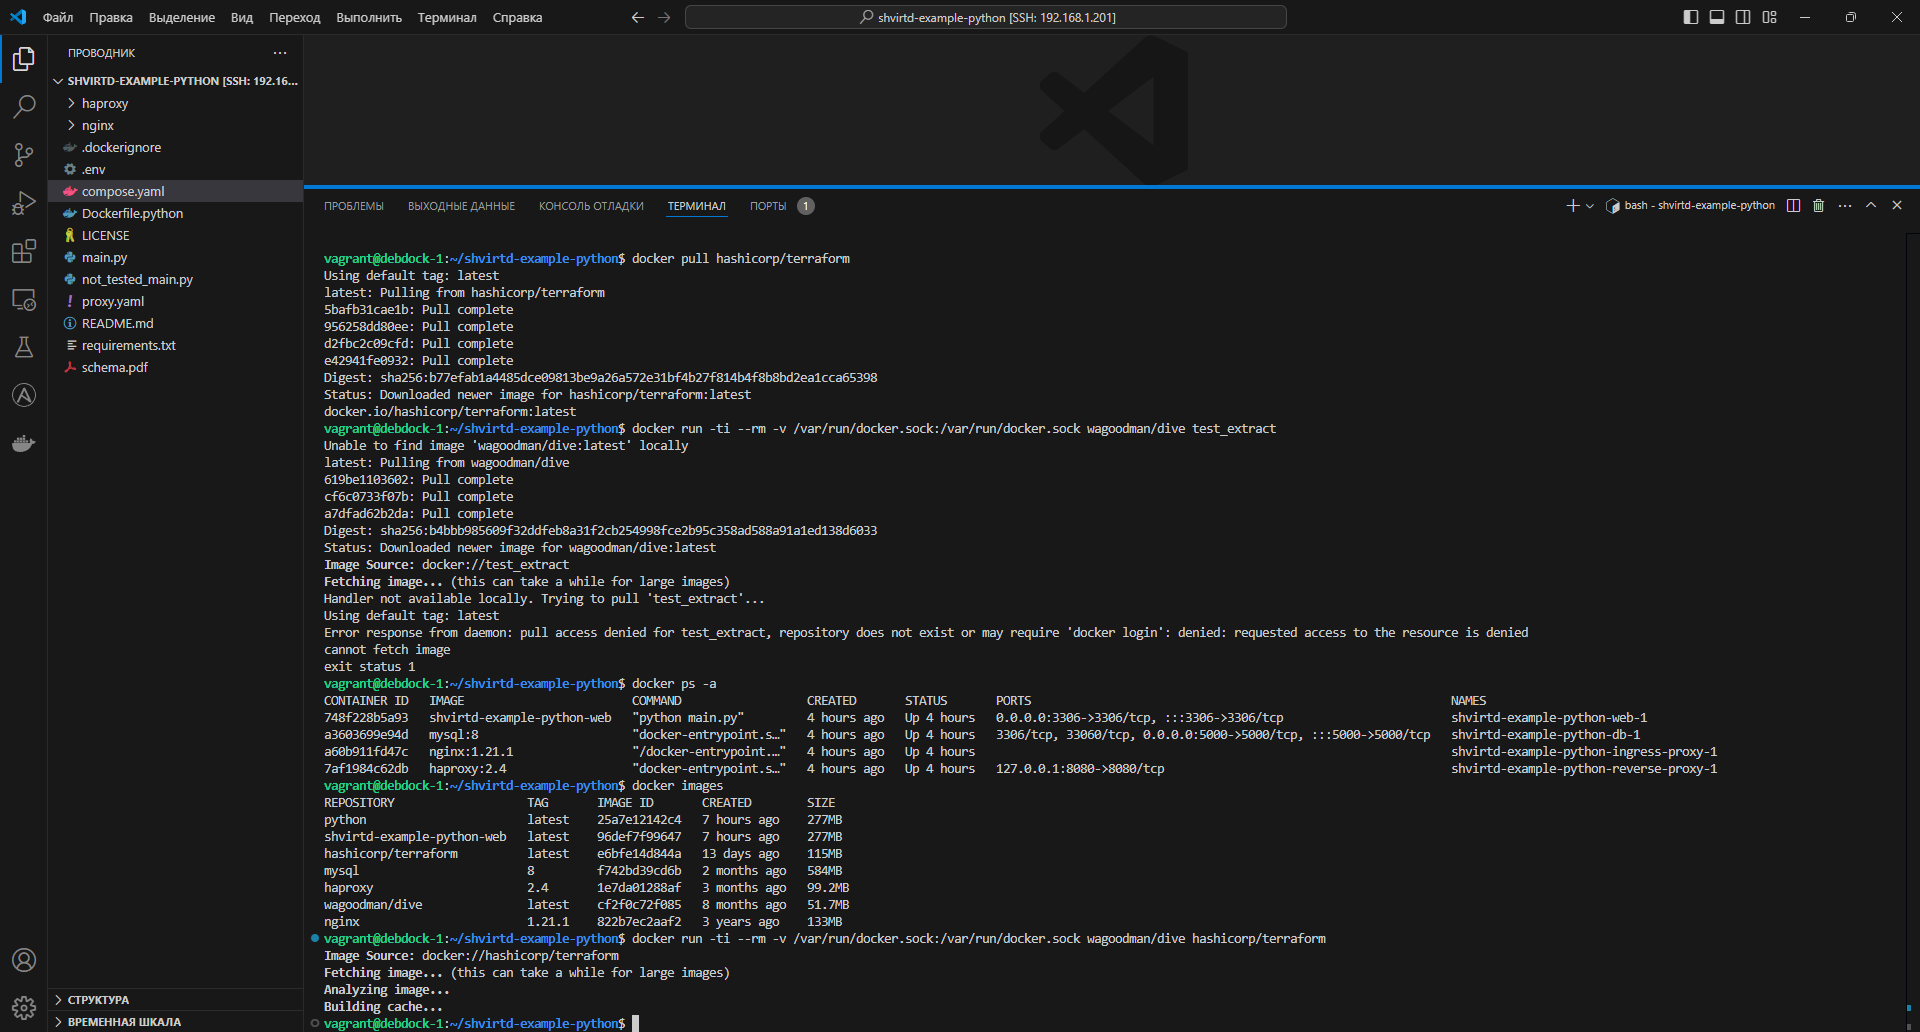 Файл Правка Выделение Вид Переход Выполнить Терминал Справка
shvirtd-example-python [SSH: 192.168.1.201]
ПРОВОДНИК
SHVIRTD-EXAMPLE-PYTHON [SSH: 192.16...
haproxy
nginx
.dockerignore
.env
compose.yaml
Dockerfile.python
LICENSE
main.py
not_tested_main.py
proxy.yaml
README.md
requirements.txt
schema.pdf
СТРУКТУРА
ВРЕМЕННАЯ ШКАЛА
ПРОБЛЕМЫ ВЫХОДНЫЕ ДАННЫЕ КОНСОЛЬ ОТЛАДКИ ТЕРМИНАЛ ПОРТЫ 1
bash - shvirtd-example-python
vagrant@debdock-1:~/shvirtd-example-python$ docker pull hashicorp/terraform
Using default tag: latest
latest: Pulling from hashicorp/terraform
5bafb31cae1b: Pull complete
956258dd80ee: Pull complete
d2fbc2c09cfd: Pull complete
e42941fe0932: Pull complete
Digest: sha256:b77efab1a4485dce09813be9a26a572e31bf4b27f814b4f8b8bd2ea1cca65398
Status: Downloaded newer image for hashicorp/terraform:latest
docker.io/hashicorp/terraform:latest
vagrant@debdock-1:~/shvirtd-example-python$ docker run -ti --rm -v /var/run/docker.sock:/var/run/docker.sock wagoodman/dive test_extract
Unable to find image 'wagoodman/dive:latest' locally
latest: Pulling from wagoodman/dive
619be1103602: Pull complete
cf6c0733f07b: Pull complete
a7dfad62b2da: Pull complete
Digest: sha256:b4bbb985609f32ddfeb8a31f2cb254998fce2b95c358ad588a91a1ed138d6033
Status: Downloaded newer image for wagoodman/dive:latest
Image Source: docker://test_extract
Fetching image... (this can take a while for large images)
Handler not available locally. Trying to pull 'test_extract'...
Using default tag: latest
Error response from daemon: pull access denied for test_extract, repository does not exist or may require 'docker login': denied: requested access to the resource is denied
cannot fetch image
exit status 1
vagrant@debdock-1:~/shvirtd-example-python$ docker ps -a
CONTAINER ID IMAGE COMMAND CREATED STATUS PORTS NAMES
748f228b5a93 shvirtd-example-python-web "python main.py" 4 hours ago Up 4 hours 0.0.0.0:3306->3306/tcp, :::3306->3306/tcp shvirtd-example-python-web-1
a3603699e94d mysql:8 "docker-entrypoint.s…" 4 hours ago Up 4 hours 3306/tcp, 33060/tcp, 0.0.0.0:5000->5000/tcp, :::5000->5000/tcp shvirtd-example-python-db-1
a60b911fd47c nginx:1.21.1 "/docker-entrypoint.…" 4 hours ago Up 4 hours shvirtd-example-python-ingress-proxy-1
7af1984c62db haproxy:2.4 "docker-entrypoint.s…" 4 hours ago Up 4 hours 127.0.0.1:8080->8080/tcp shvirtd-example-python-reverse-proxy-1
vagrant@debdock-1:~/shvirtd-example-python$ docker images
REPOSITORY TAG IMAGE ID CREATED SIZE
python latest 25a7e12142c4 7 hours ago 277MB
shvirtd-example-python-web latest 96def7f99647 7 hours ago 277MB
hashicorp/terraform latest e6bfe14d844a 13 days ago 115MB
mysql 8 f742bd39cd6b 2 months ago 584MB
haproxy 2.4 1e7da01288af 3 months ago 99.2MB
wagoodman/dive latest cf2f0c72f085 8 months ago 51.7MB
nginx 1.21.1 822b7ec2aaf2 3 years ago 133MB
vagrant@debdock-1:~/shvirtd-example-python$ docker run -ti --rm -v /var/run/docker.sock:/var/run/docker.sock wagoodman/dive hashicorp/terraform
Image Source: docker://hashicorp/terraform
Fetching image... (this can take a while for large images)
Analyzing image...
Building cache...
vagrant@debdock-1:~/shvirtd-example-python$